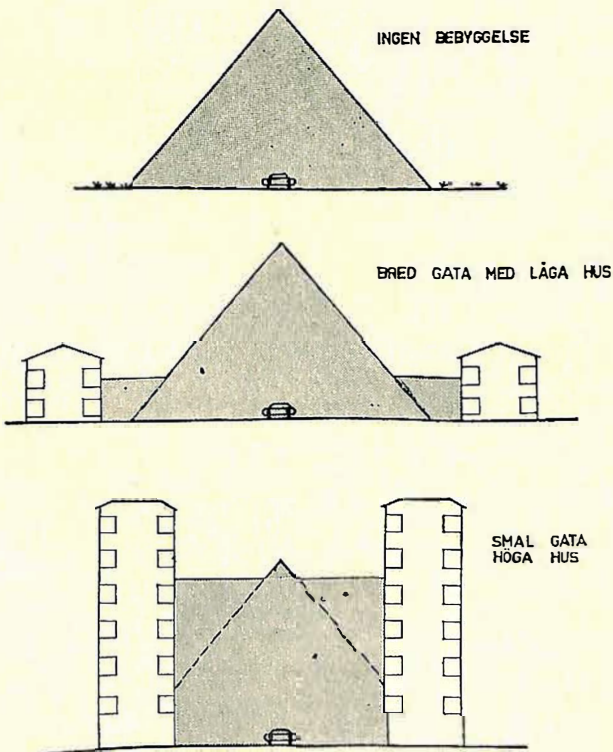 INGEN BEBYGGELSE
BRED GATA MED LÅGA HUS
SMAL GATA
HÖGA HUS